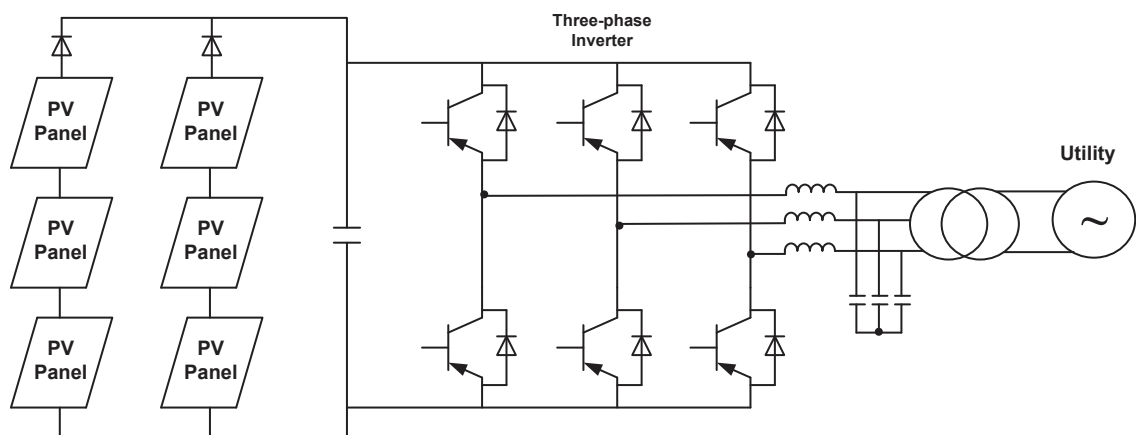 Three-phase
Inverter
PV
Panel
PV
Panel
Utility
~
PV
Panel
PV
Panel
PV
Panel
PV
Panel